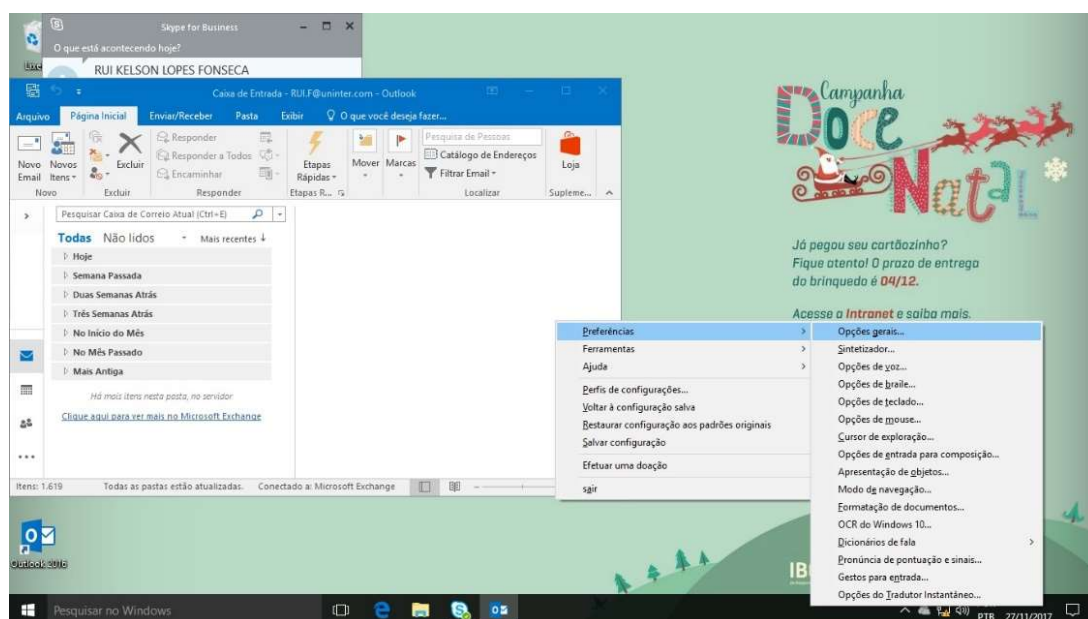 Skype for Business
O que está acontecendo hoje?
RUI KELSON LOPES FONSECA
Caixa de Entrada - RUI.F@uninter.com - Outlook
Arquivo Página Inicial Enviar/Receber Pasta Exibir O que você deseja fazer...
Novo Email
Novos Itens
Excluir
Responder
Responder a Todos
Encaminhar
Etapas Rápidas
Mover
Marcas
Pesquisa de Pessoas
Catálogo de Endereços
Filtrar Email
Loja
Novo Excluir Responder Etapas R... Localizar Supleme...
Pesquisar Caixa de Correio Atual (Ctrl+E)
Todas Não lidos Mais recentes ↓
Hoje
Semana Passada
Duas Semanas Atrás
Três Semanas Atrás
No Início do Mês
No Mês Passado
Mais Antiga
Há mais itens nesta pasta, no servidor
Clique aqui para ver mais no Microsoft Exchange
Itens: 1.619 Todas as pastas estão atualizadas. Conectado a: Microsoft Exchange
Campanha
Doce
Natal
Já pegou seu cartãozinho?
Fique atento! O prazo de entrega
do brinquedo é 04/12.
Acesse a Intranet e saiba mais.
Preferências
Ferramentas
Ajuda
Perfis de configurações...
Voltar à configuração salva
Restaurar configuração aos padrões originais
Salvar configuração
Efetuar uma doação
sair
Opções gerais...
Sintetizador...
Opções de voz...
Opções de braile...
Opções de teclado...
Opções de mouse...
Cursor de exploração...
Opções de entrada para composição...
Apresentação de objetos...
Modo de navegação...
Formatação de documentos...
OCR do Windows 10...
Dicionários de fala
Pronúncia de pontuação e sinais...
Gestos para entrada...
Opções do Tradutor Instantâneo...
Outlook 2016
Pesquisar no Windows
PTB 27/11/2017